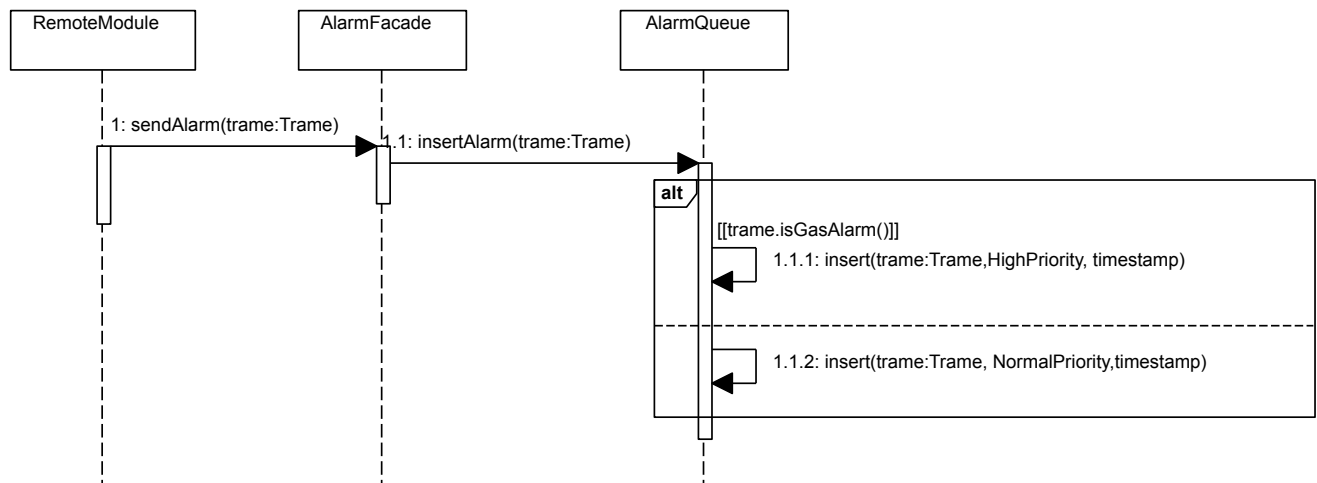 RemoteModule
AlarmFacade
AlarmQueue
1: sendAlarm(trame:Trame)
1.1: insertAlarm(trame:Trame)
alt
[[trame.isGasAlarm()]]
1.1.1: insert(trame:Trame,HighPriority, timestamp)
1.1.2: insert(trame:Trame, NormalPriority,timestamp)